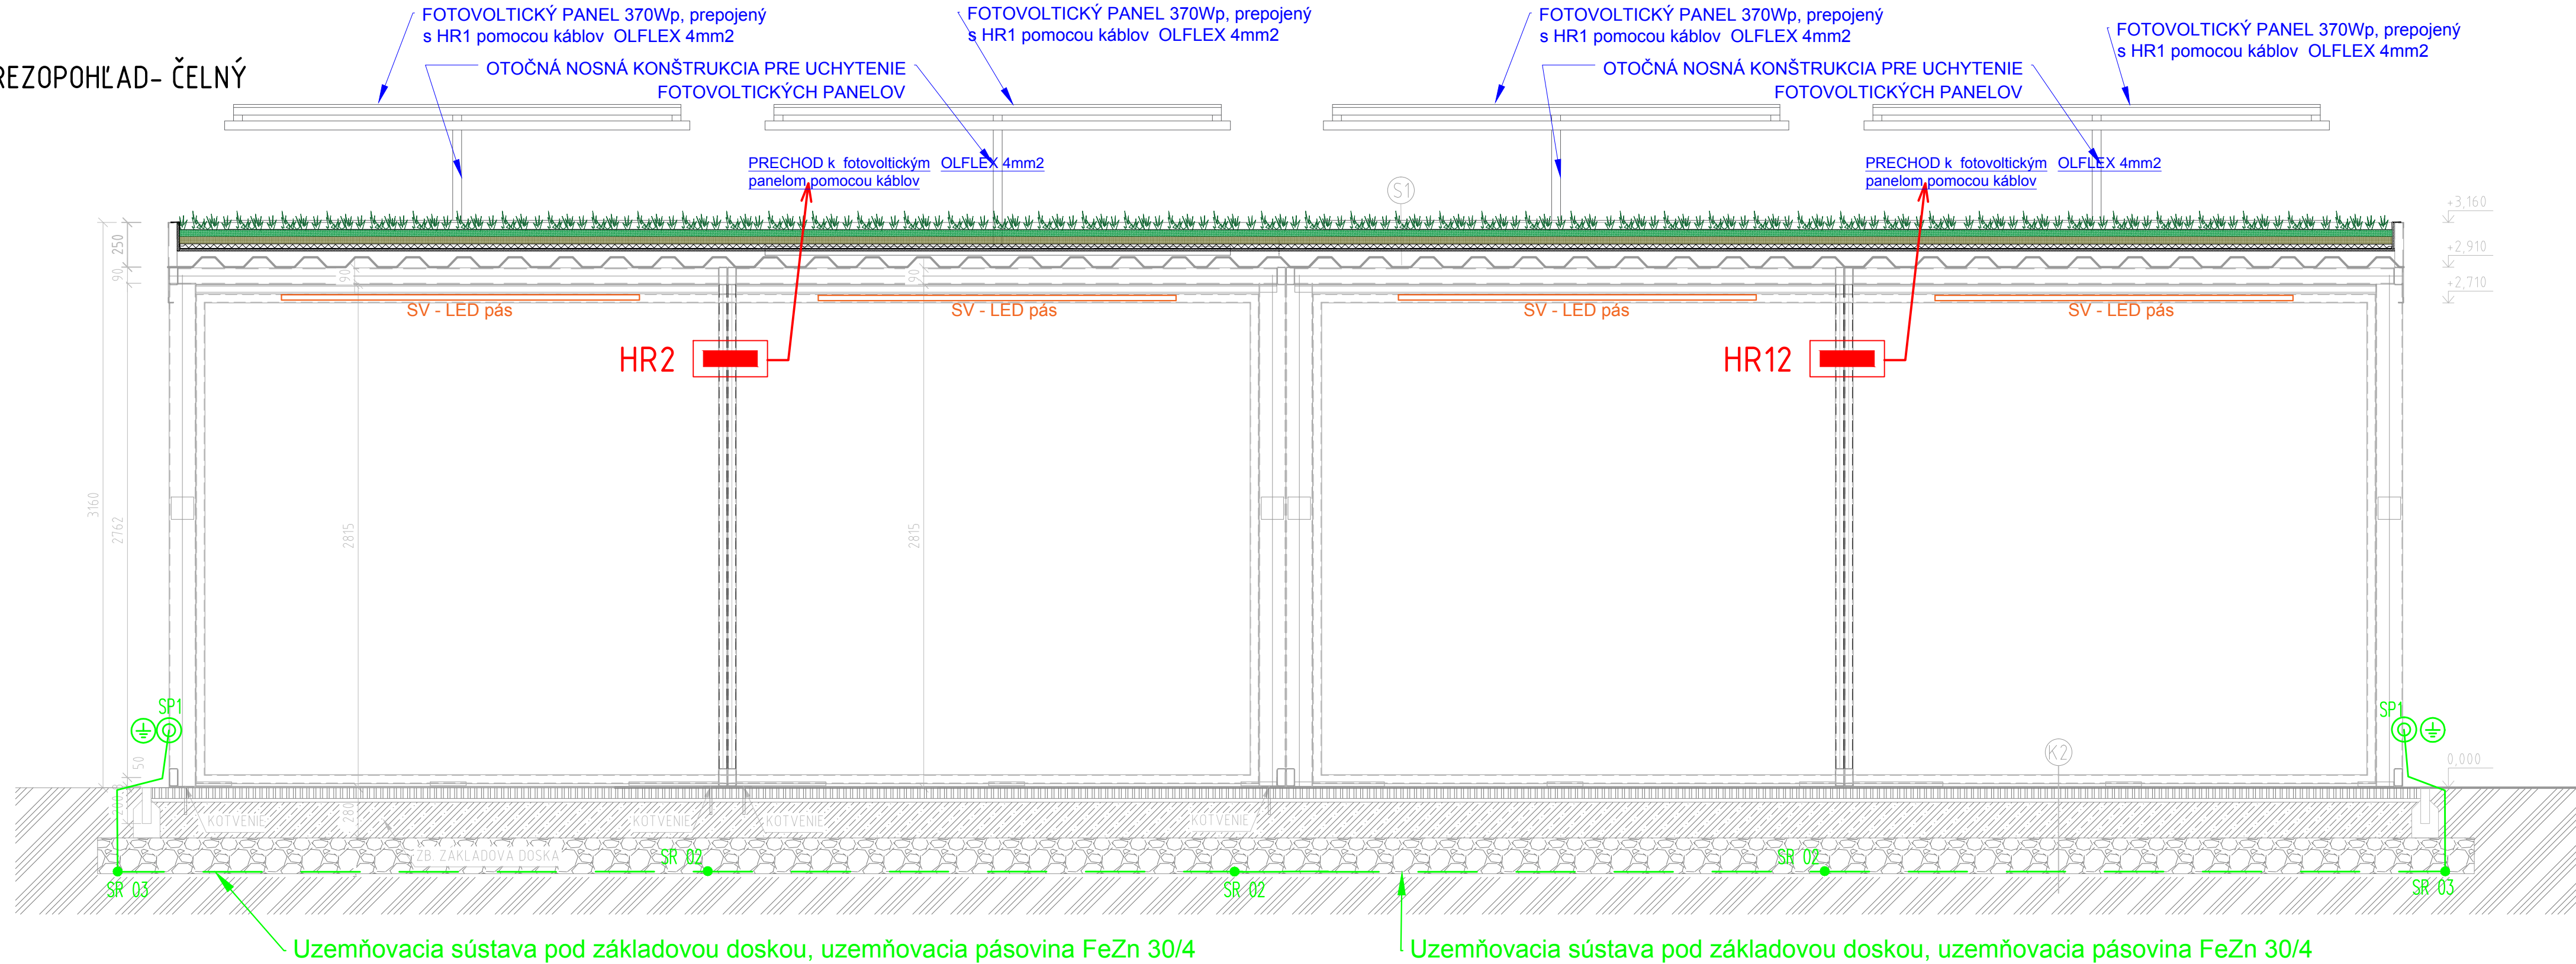 FOTOVOLTICKÝ PANEL 370Wp, prepojený
s HR1 pomocou káblov OLFLEX 4mm2
FOTOVOLTICKÝ PANEL 370Wp, prepojený
s HR1 pomocou káblov OLFLEX 4mm2
FOTOVOLTICKÝ PANEL 370Wp, prepojený
s HR1 pomocou káblov OLFLEX 4mm2
FOTOVOLTICKÝ PANEL 370Wp, prepojený
s HR1 pomocou káblov OLFLEX 4mm2
REZOPOHĽAD- ČELNÝ
OTOČNÁ NOSNÁ KONŠTRUKCIA PRE UCHYTENIE
FOTOVOLTICKÝCH PANELOV
OTOČNÁ NOSNÁ KONŠTRUKCIA PRE UCHYTENIE
FOTOVOLTICKÝCH PANELOV
PRECHOD k fotovoltickým OLFLEX 4mm2
panelom pomocou káblov
PRECHOD k fotovoltickým OLFLEX 4mm2
panelom pomocou káblov
S1
+3,160
+2,910
+2,710
250
90
90
90
SV - LED pás
SV - LED pás
SV - LED pás
SV - LED pás
HR2
HR12
3160
2762
2815
2815
SP1
SP1
50
K2
0,000
200
280
KOTVENIE
KOTVENIE
KOTVENIE
KOTVENIE
ŽB. ZÁKLADOVÁ DOSKA
SR 02
SR 02
SR 03
SR 02
SR 03
Uzemňovacia sústava pod základovou doskou, uzemňovacia pásovina FeZn 30/4
Uzemňovacia sústava pod základovou doskou, uzemňovacia pásovina FeZn 30/4